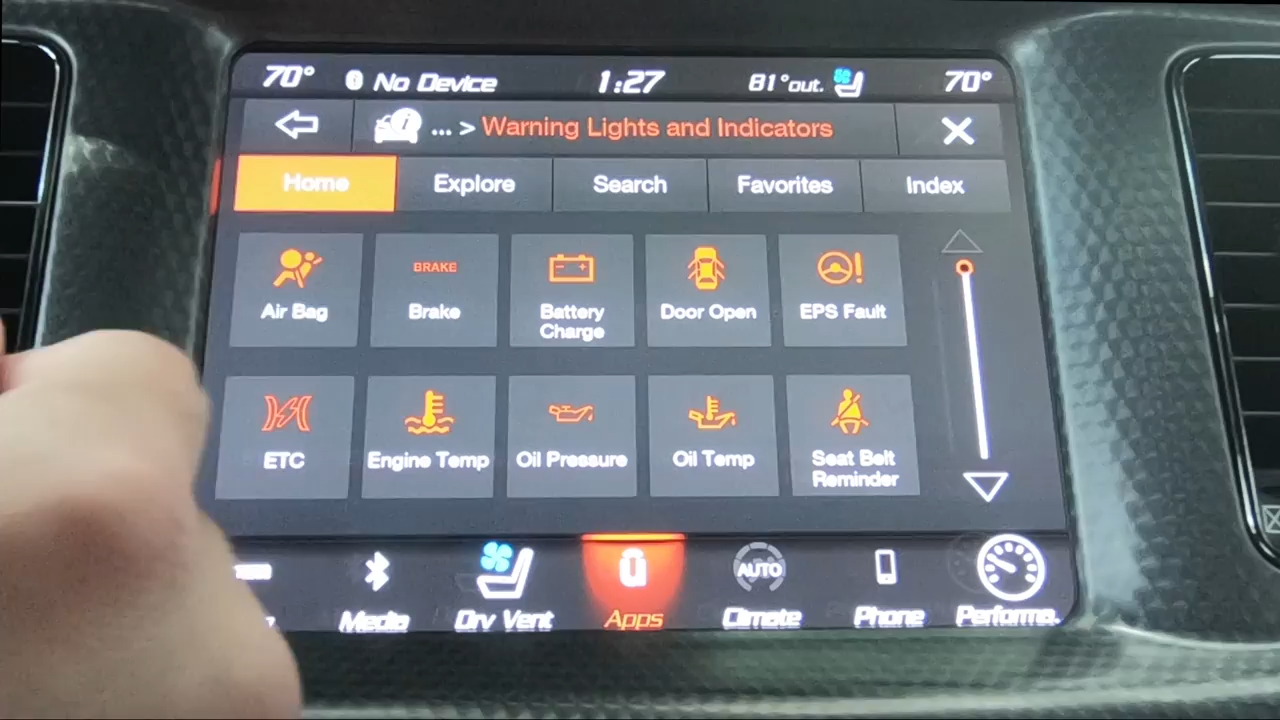 70° No Device 1:27 81°out. 70°
... > Warning Lights and Indicators
Home Explore Search Favorites Index
BRAKE
Air Bag Brake Battery Charge Door Open EPS Fault
ETC Engine Temp Oil Pressure Oil Temp Seat Belt Reminder
AUTO
Media Drv Vent Apps Climate Phone Performa.